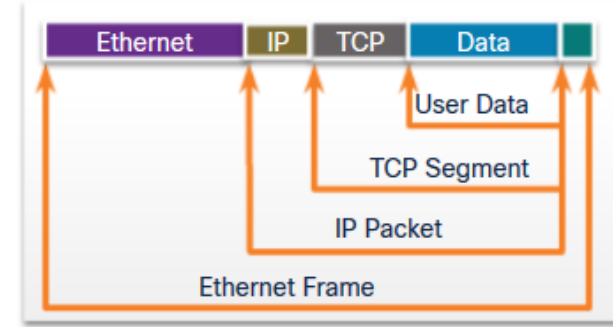 Ethernet IP TCP Data
User Data
TCP Segment
IP Packet
Ethernet Frame